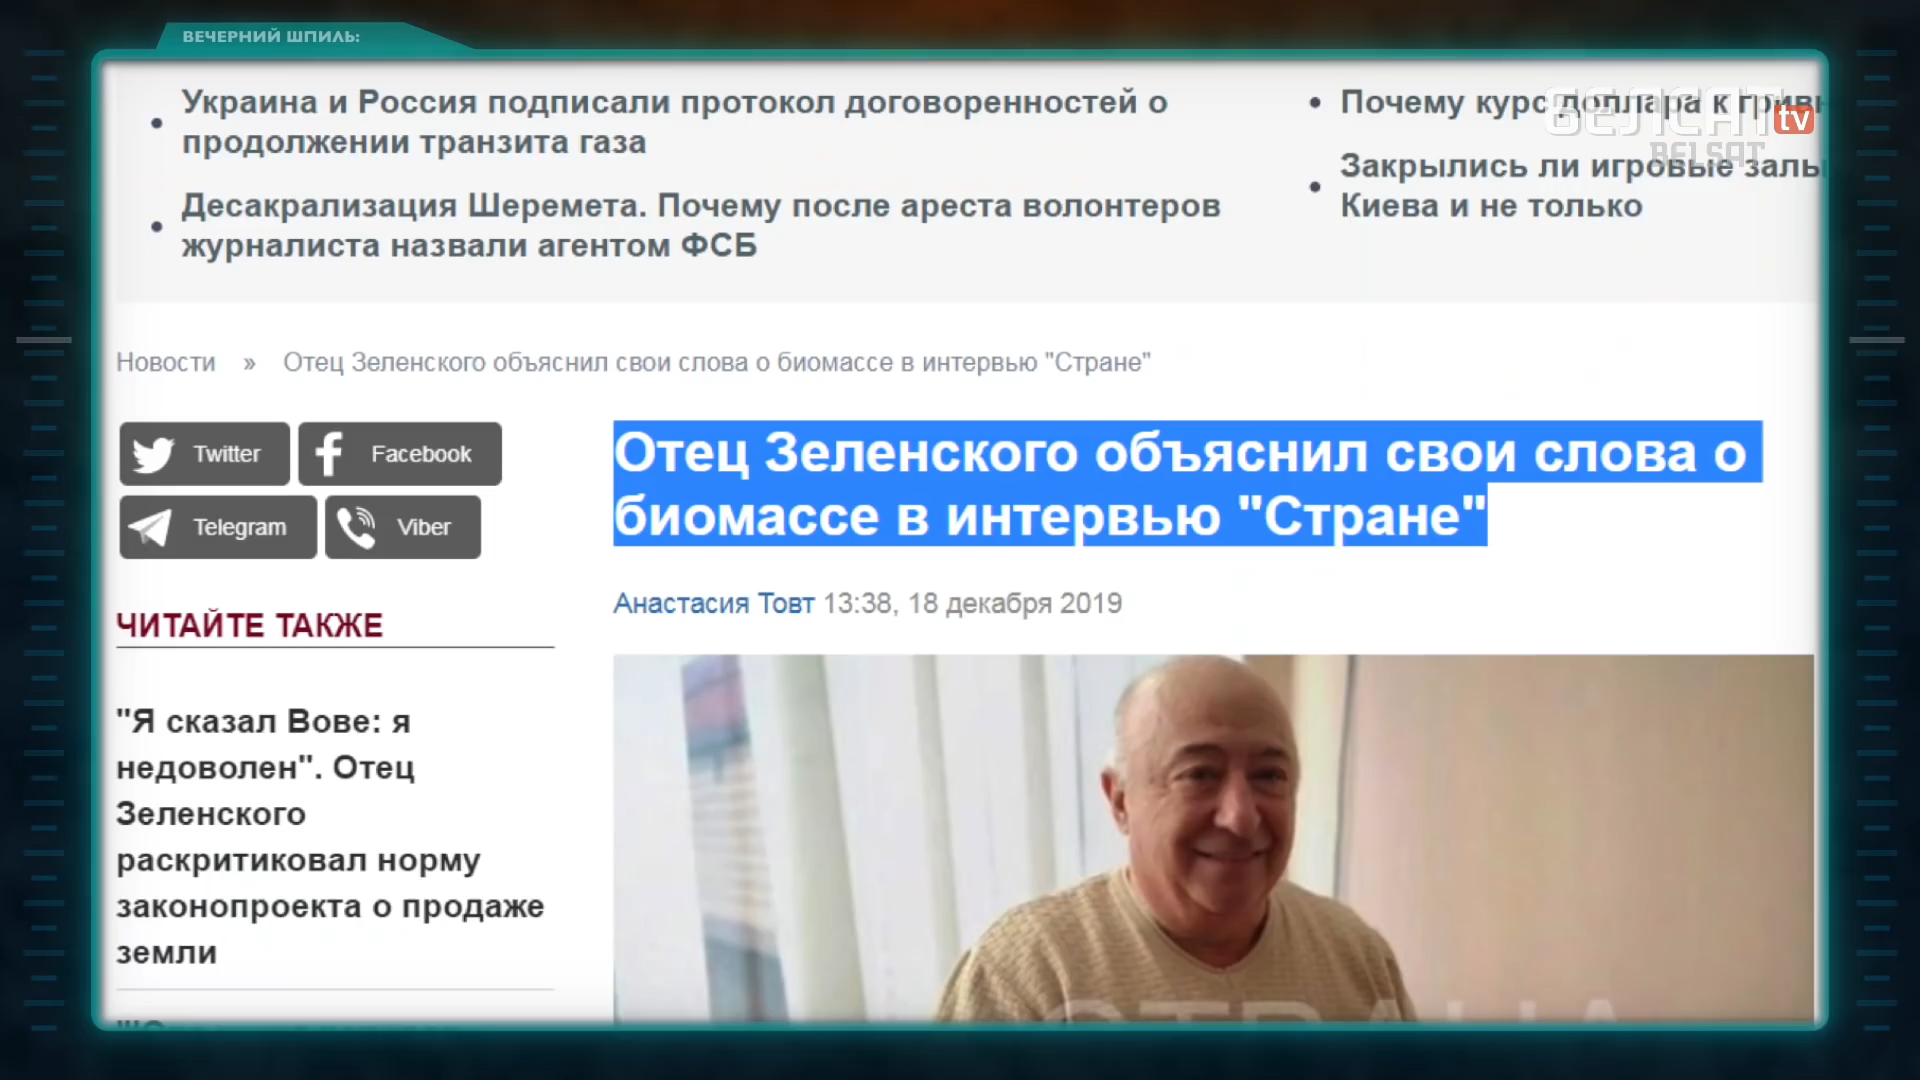 ВЕЧЕРНИЙ ШПИЛЬ:
БЕЛСАТ tv
BELSAT
Украина и Россия подписали протокол договоренностей о
продолжении транзита газа
Десакрализация Шеремета. Почему после ареста волонтеров
журналиста назвали агентом ФСБ
Почему курс доллара к
Закрылись ли игровые залы
Киева и не только
Новости » Отец Зеленского объяснил свои слова о биомассе в интервью "Стране"
Twitter
Facebook
Telegram
Viber
Отец Зеленского объяснил свои слова о
биомассе в интервью "Стране"
Анастасия Товт 13:38, 18 декабря 2019
ЧИТАЙТЕ ТАКЖЕ
"Я сказал Вове: я
недоволен". Отец
Зеленского
раскритиковал норму
законопроекта о продаже
земли